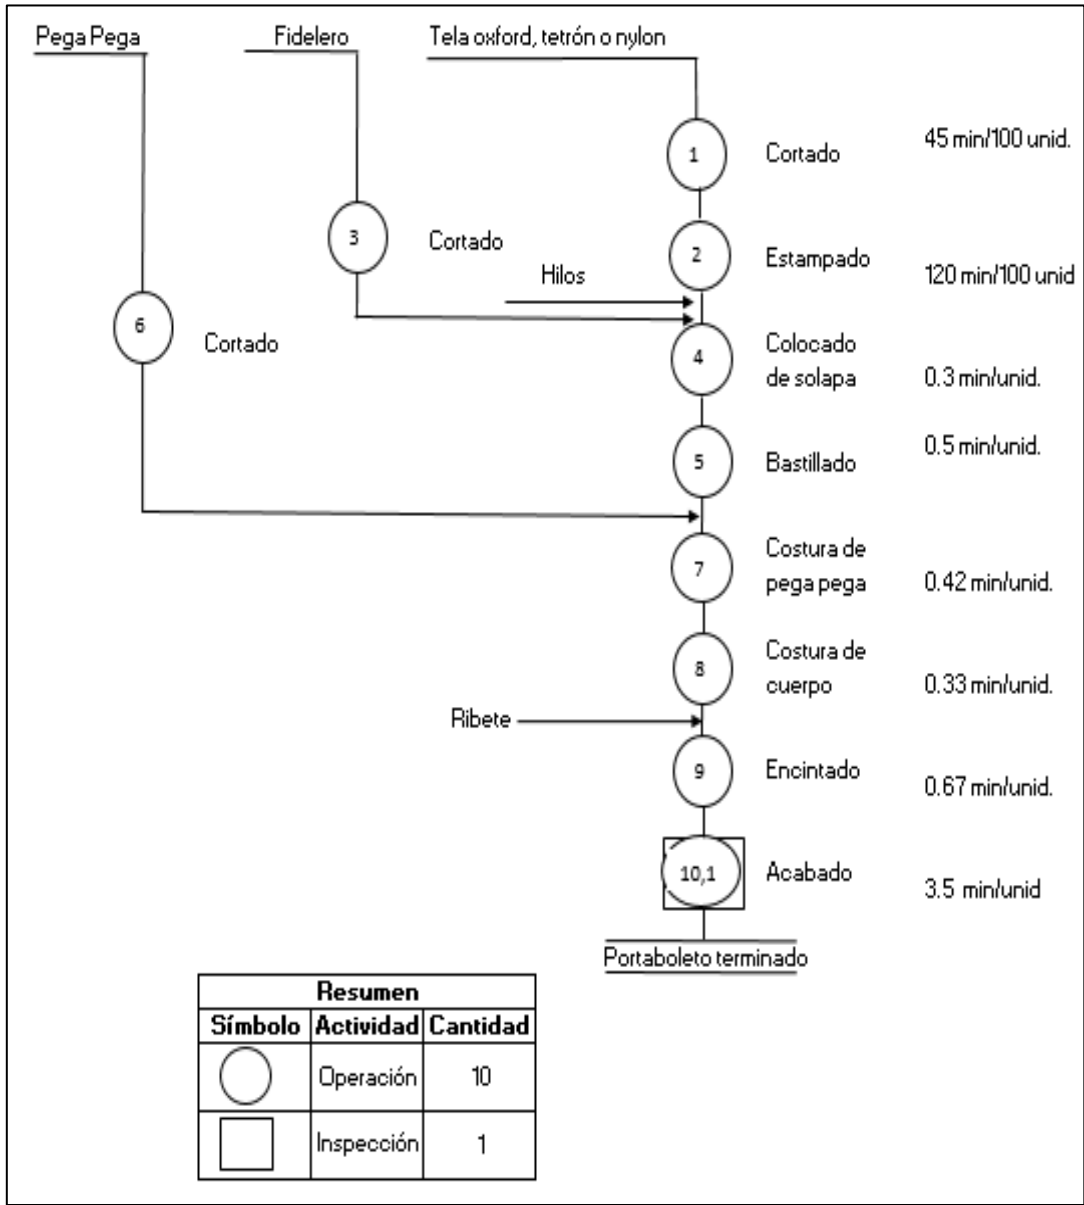 Pega Pega
Fidelero
Tela oxford, tetrón o nylon
1
Cortado
45 min/100 unid.
3
Cortado
2
Estampado
120 min/100 unid
Hilos
6
Cortado
4
Colocado
de solapa
0.3 min/unid.
5
Bastillado
0.5 min/unid.
7
Costura de
pega pega
0.42 min/unid.
8
Costura de
cuerpo
0.33 min/unid.
Ribete
9
Encintado
0.67 min/unid.
10,1
Acabado
3.5 min/unid
Portaboleto terminado
Resumen
Símbolo Actividad Cantidad
Operación 10
Inspección 1